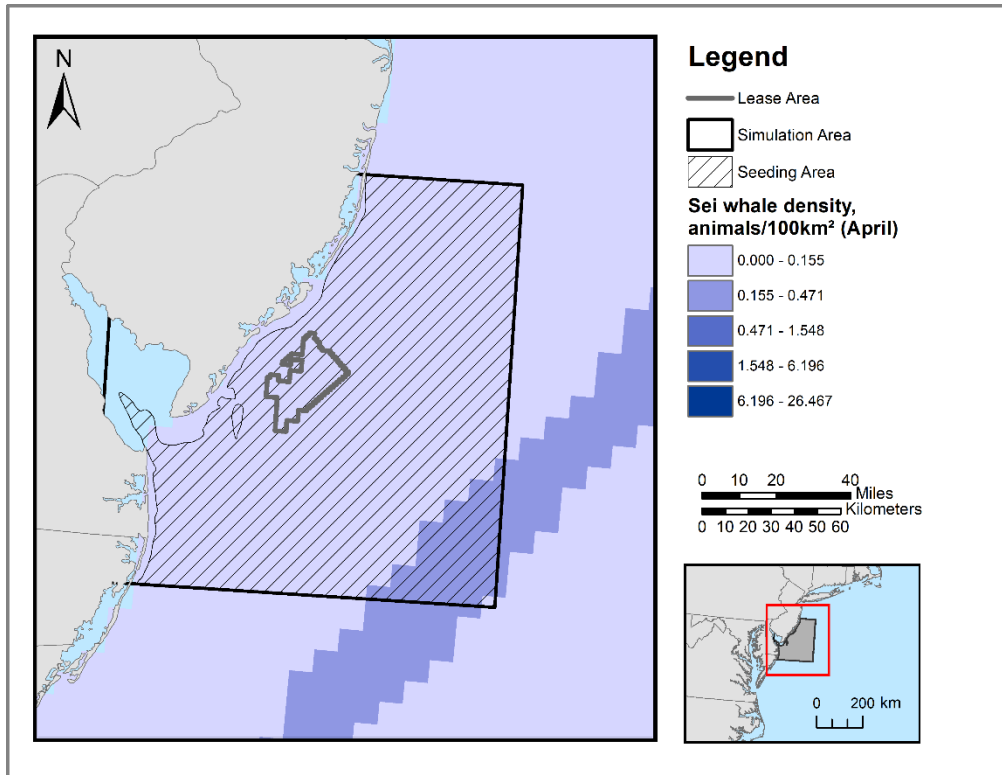 N
Legend
Lease Area
Simulation Area
Seeding Area
Sei whale density,
animals/100km² (April)
0.000 - 0.155
0.155 - 0.471
0.471 - 1.548
1.548 - 6.196
6.196 - 26.467
0 10 20 40
Miles
Kilometers
0 10 20 30 40 50 60
0 200 km